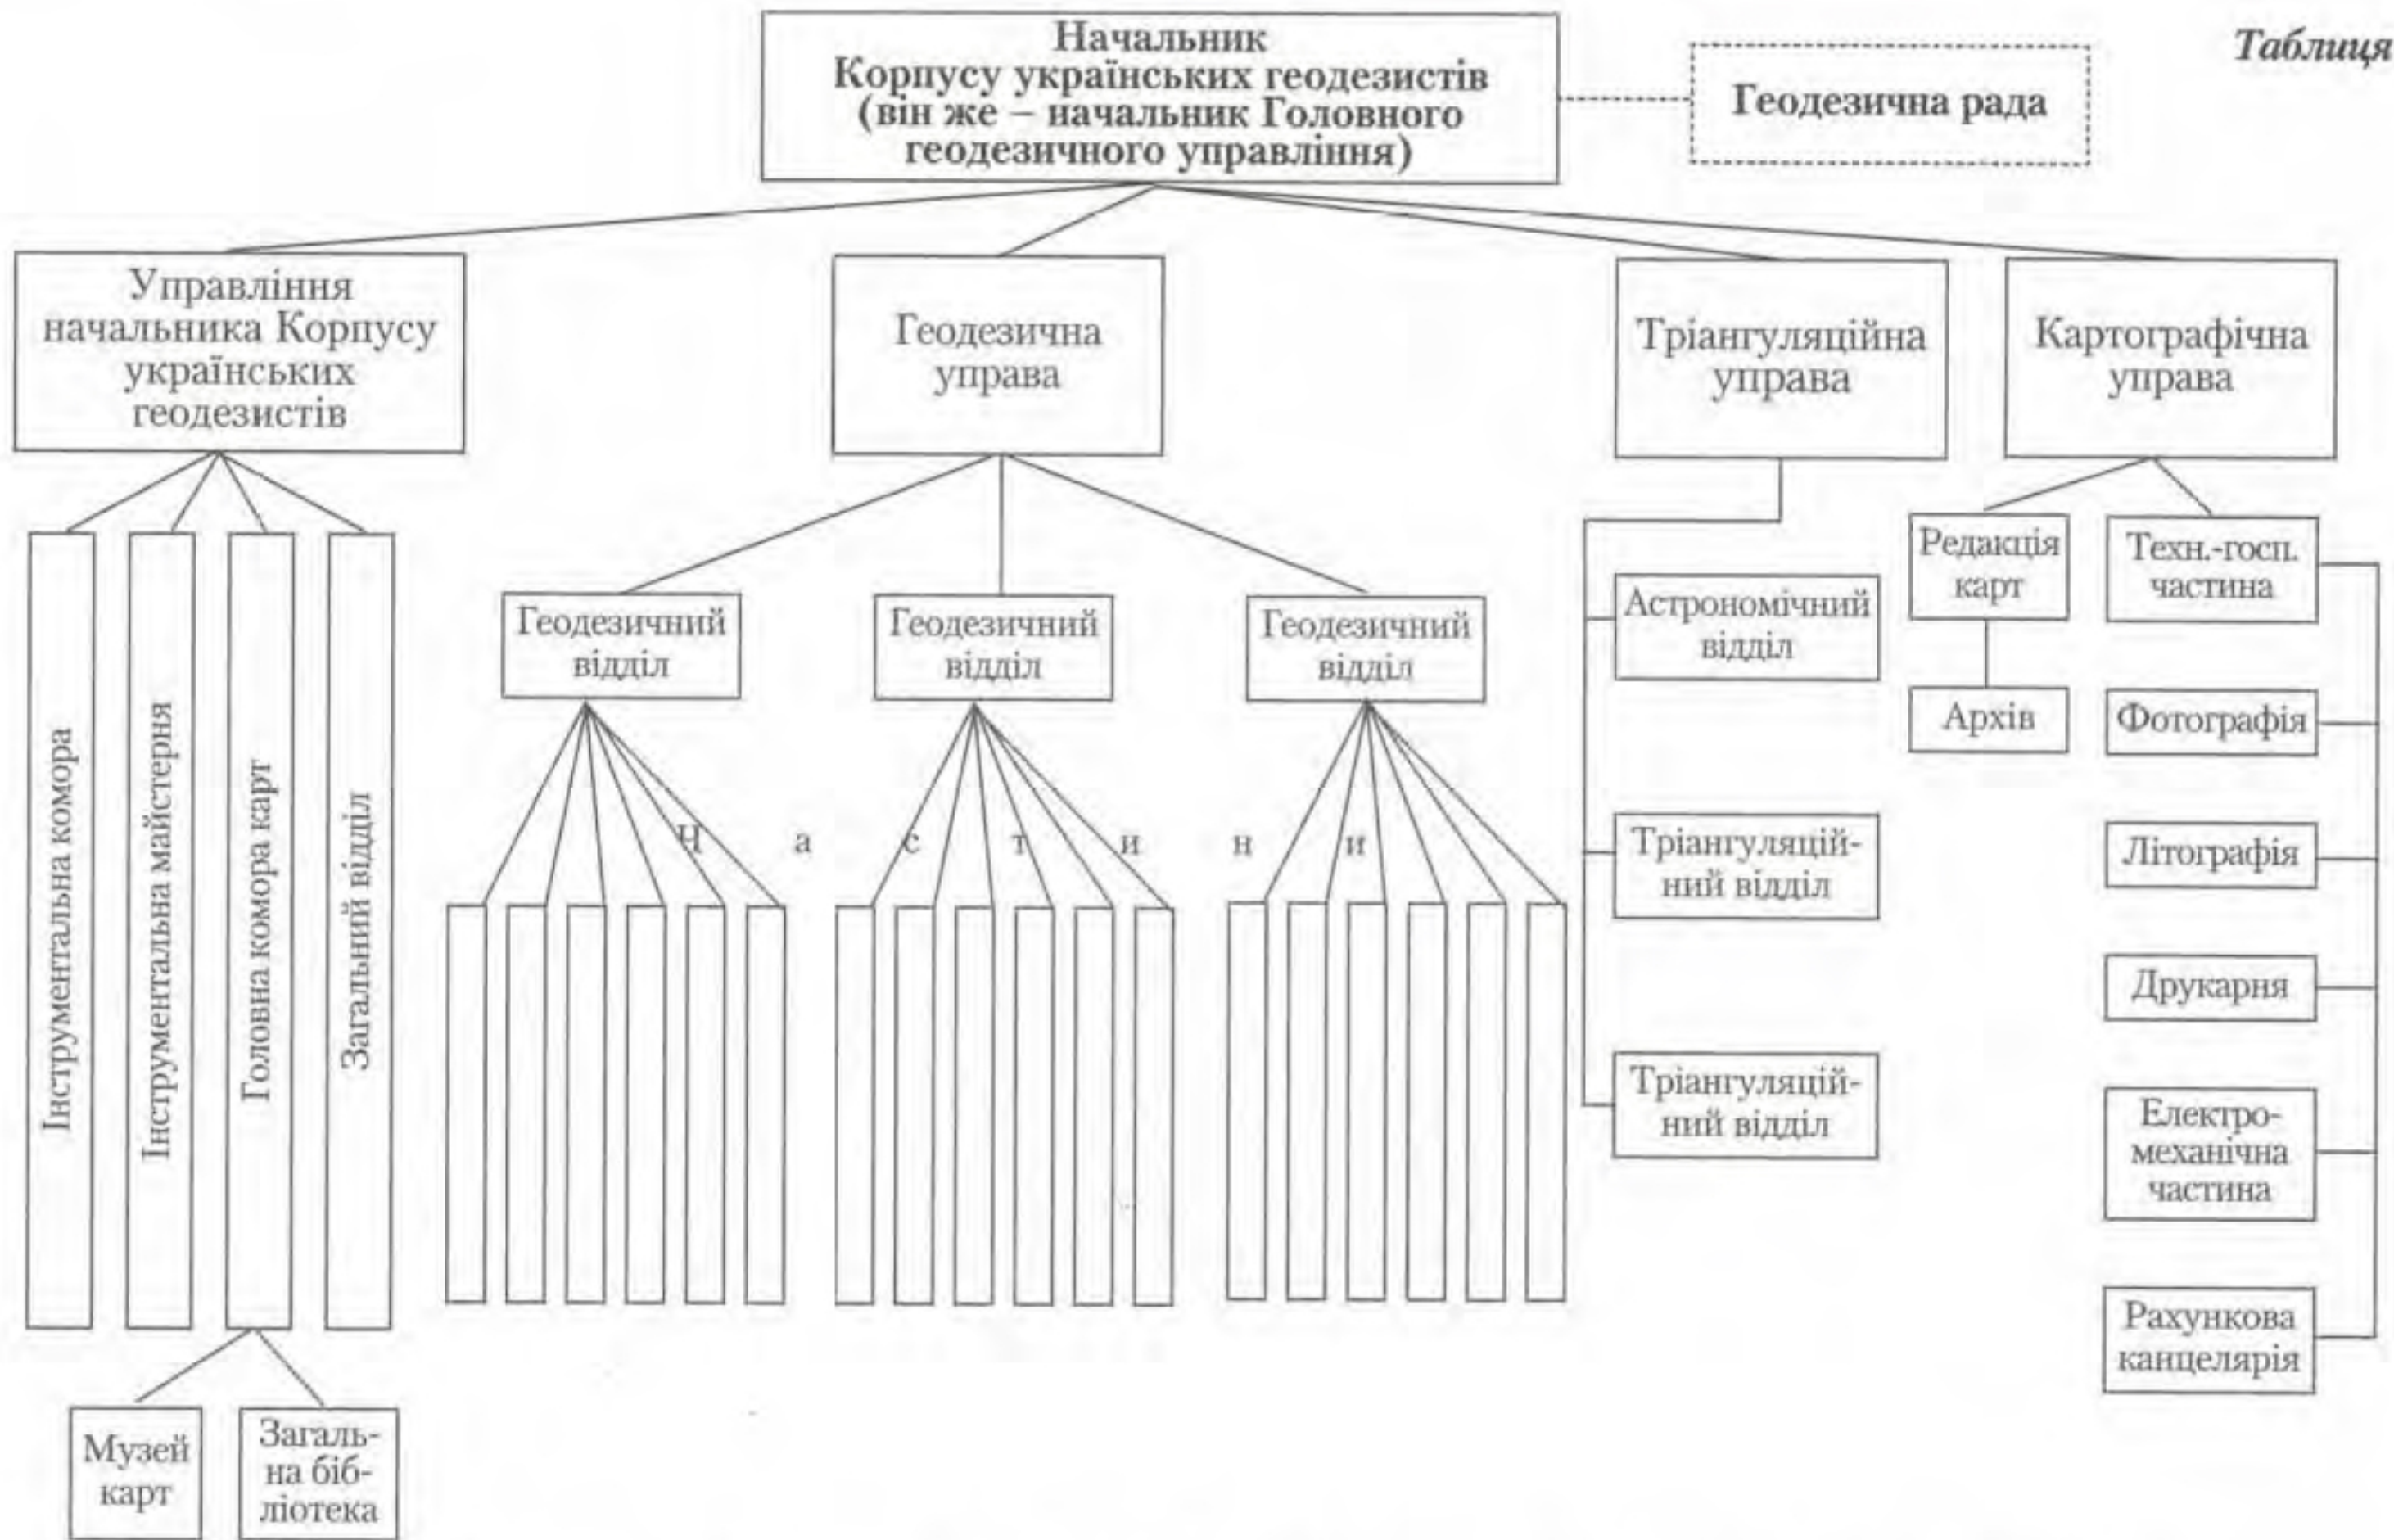 Таблиця
Начальник
Корпусу українських геодезистів
(він же – начальник Головного
геодезичного управління)
Геодезична рада
Управління
начальника Корпусу
українських
геодезистів
Геодезична
управа
Тріангуляційна
управа
Картографічна
управа
Інструментальна комора
Інструментальна майстерня
Головна комора карт
Загальний відділ
Музей
карт
Загаль-
на біб-
ліотека
Геодезичний
відділ
Геодезичний
відділ
Геодезичний
відділ
Ч а с т и н и
Астрономічний
відділ
Тріангуляцій-
ний відділ
Тріангуляцій-
ний відділ
Редакція
карт
Архів
Техн.-госп.
частина
Фотографія
Літографія
Друкарня
Електро-
механічна
частина
Рахункова
канцелярія